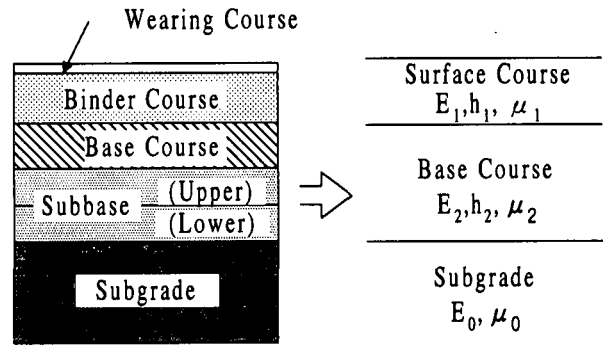 Wearing Course
Binder Course
Base Course
Subbase
(Upper)
(Lower)
Subgrade
Surface Course
E₁,h₁, μ₁
Base Course
E₂,h₂, μ₂
Subgrade
E₀, μ₀